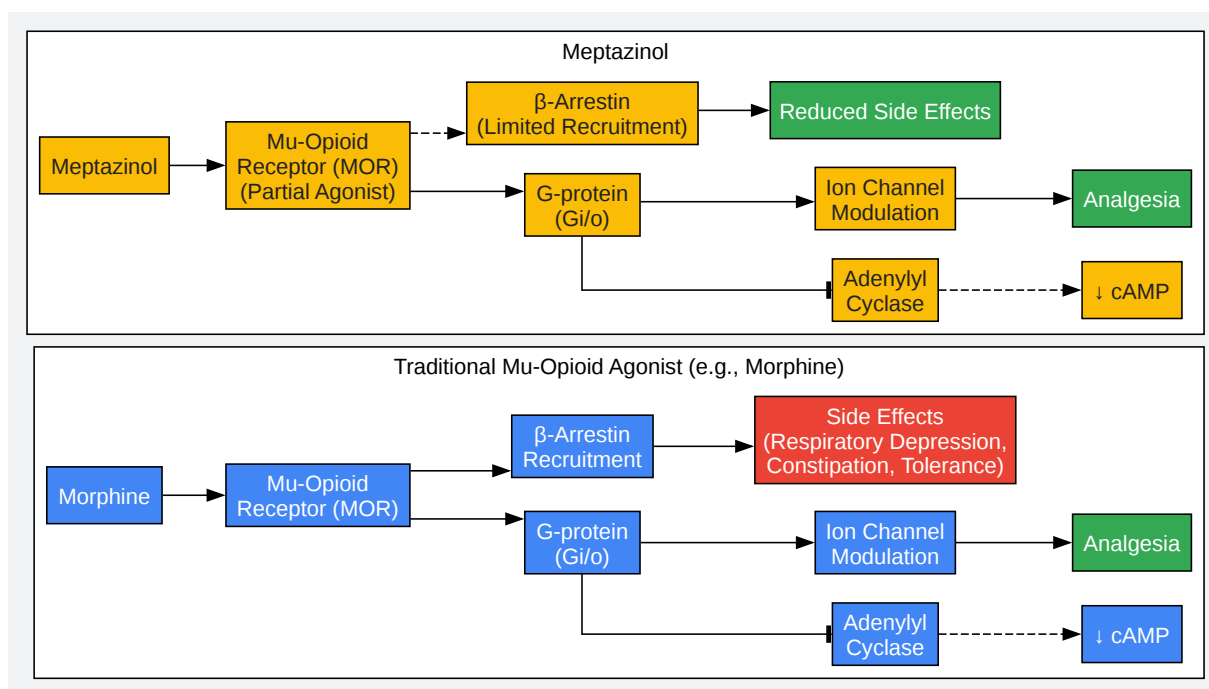 Meptazinol
β-Arrestin
(Limited Recruitment)
Reduced Side Effects
Meptazinol
Mu-Opioid
Receptor (MOR)
(Partial Agonist)
G-protein
(Gi/o)
Ion Channel
Modulation
Analgesia
Adenylyl
Cyclase
↓ cAMP
Traditional Mu-Opioid Agonist (e.g., Morphine)
β-Arrestin
Recruitment
Side Effects
(Respiratory Depression,
Constipation, Tolerance)
Morphine
Mu-Opioid
Receptor (MOR)
G-protein
(Gi/o)
Ion Channel
Modulation
Analgesia
Adenylyl
Cyclase
↓ cAMP